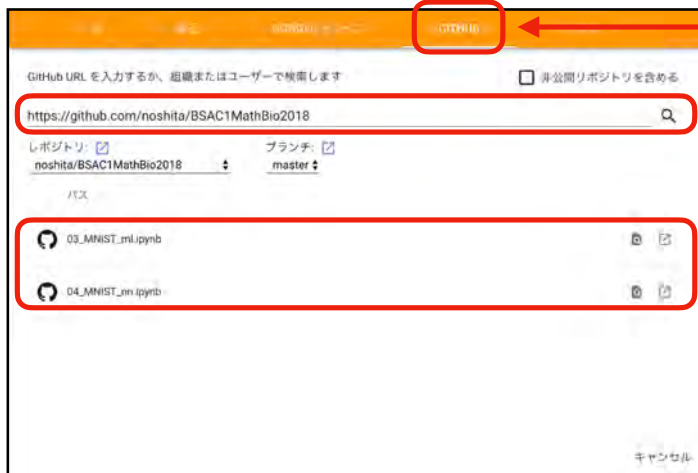 GITHUB
GitHub URL を入力するか、組織またはユーザーで検索します
非公開リポジトリを含める
https://github.com/noshita/BSAC1MathBio2018
レポジトリ:
ブランチ:
noshita/BSAC1MathBio2018
master
パス
03_MNIST_ml.ipynb
04_MNIST_nn.ipynb
キャンセル